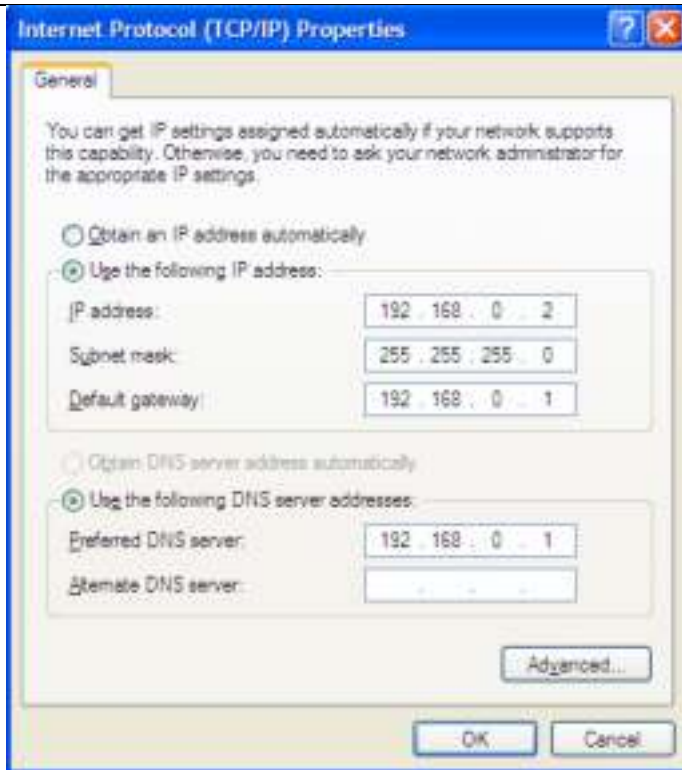 Internet Protocol (TCP/IP) Properties
General
You can get IP settings assigned automatically if your network supports
this capability. Otherwise, you need to ask your network administrator for
the appropriate IP settings.
Obtain an IP address automatically
Use the following IP address:
IP address: 192 . 168 . 0 . 2
Subnet mask: 255 . 255 . 255 . 0
Default gateway: 192 . 168 . 0 . 1
Obtain DNS server address automatically
Use the following DNS server addresses:
Preferred DNS server: 192 . 168 . 0 . 1
Alternate DNS server: . . .
Advanced...
OK Cancel